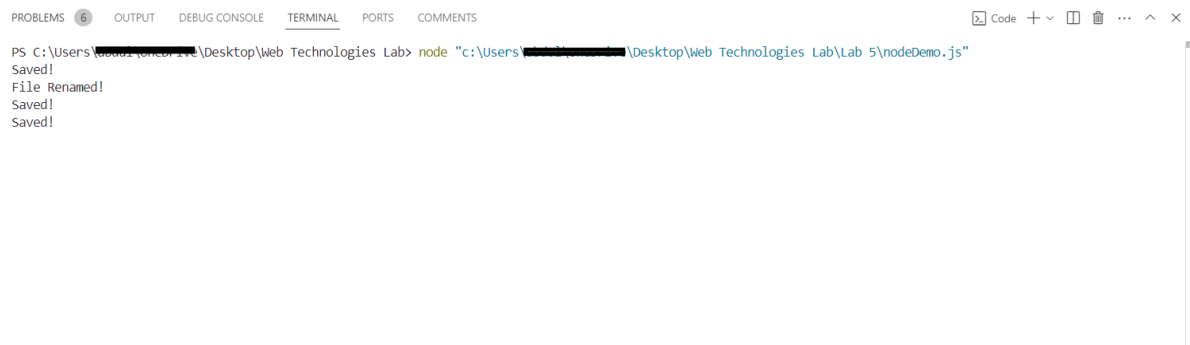 PROBLEMS 6 OUTPUT DEBUG CONSOLE TERMINAL PORTS COMMENTS Code
PS C:\Users\ \Desktop\Web Technologies Lab> node "c:\Users\ \Desktop\Web Technologies Lab\Lab 5\nodeDemo.js"
Saved!
File Renamed!
Saved!
Saved!